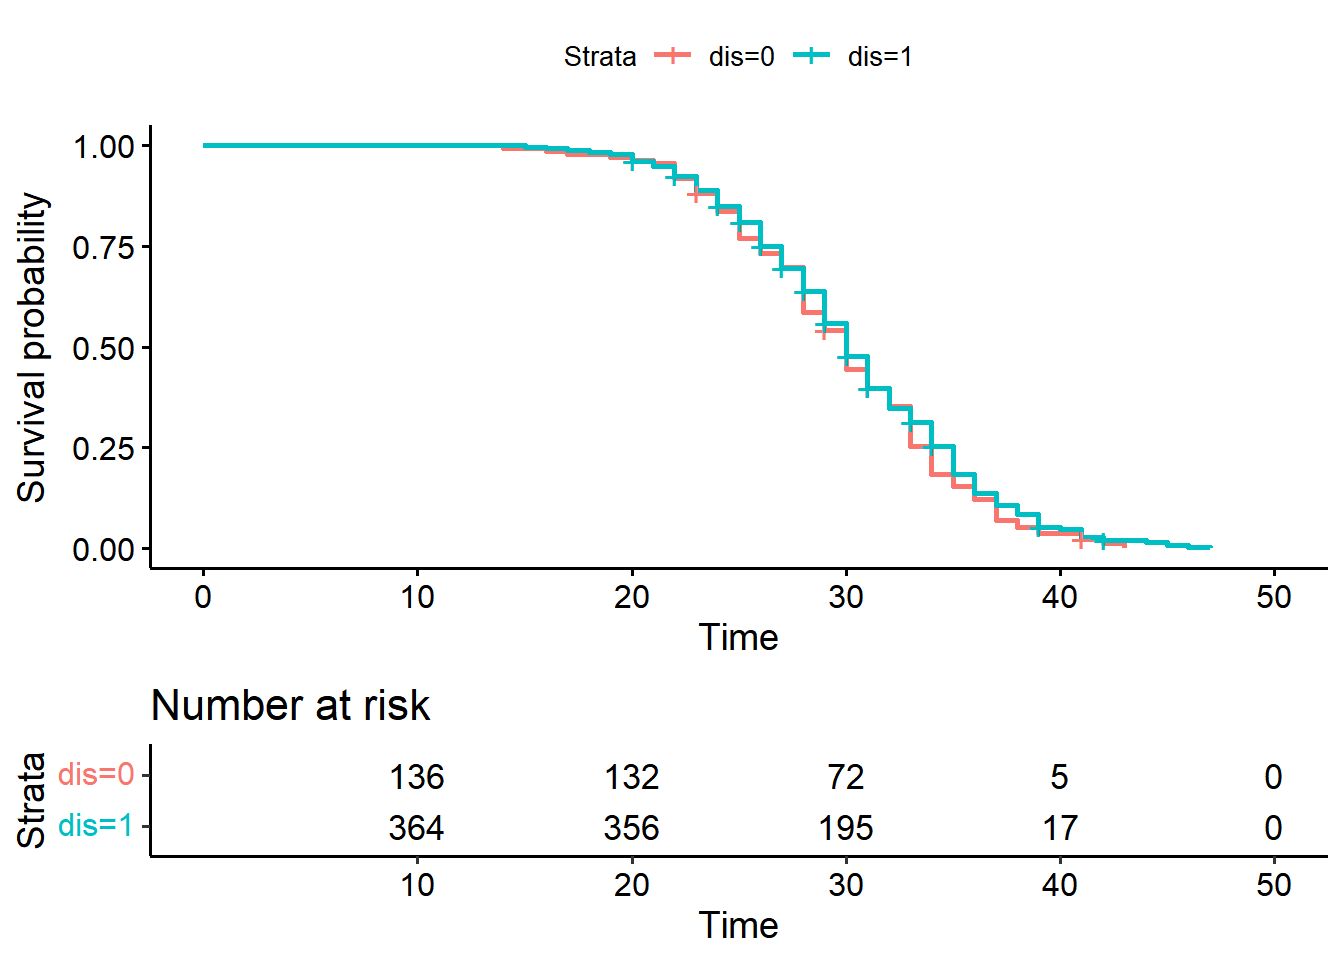 Strata dis=0 dis=1
1.00
0.75
0.50
0.25
0.00
Survival probability
0 10 20 30 40 50
Time
Number at risk
Strata
dis=0 136 132 72 5 0
dis=1 364 356 195 17 0
10 20 30 40 50
Time